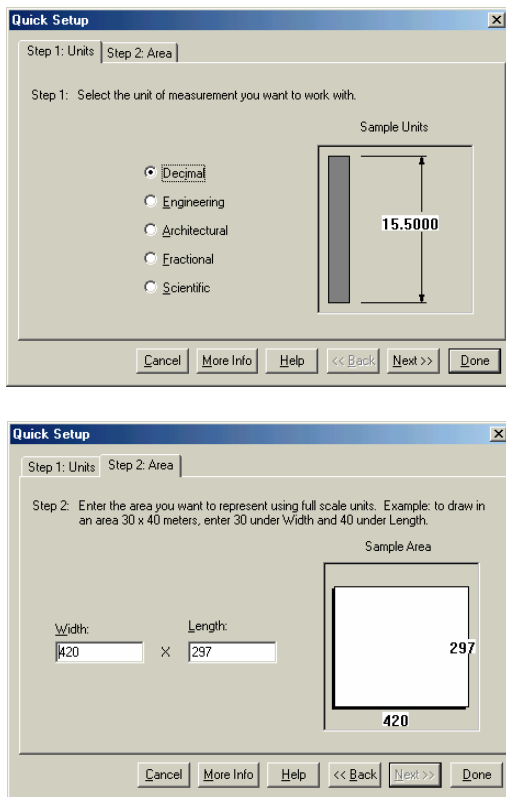 Quick Setup
Step 1: Units Step 2: Area
Step 1: Select the unit of measurement you want to work with.
Sample Units
Decimal
Engineering
Architectural
Fractional
Scientific
15.5000
Cancel More Info Help << Back Next >> Done
Quick Setup
Step 1: Units Step 2: Area
Step 2: Enter the area you want to represent using full scale units. Example: to draw in
an area 30 x 40 meters, enter 30 under Width and 40 under Length.
Sample Area
Width: Length:
420 X 297
297
420
Cancel More Info Help << Back Next >> Done